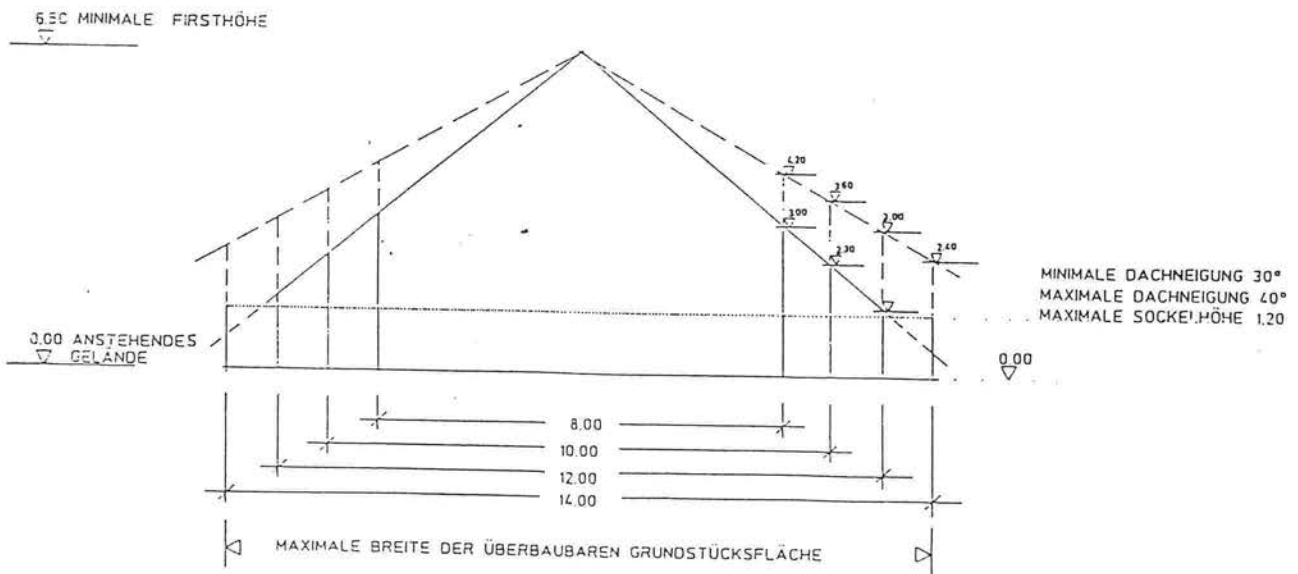 MINIMALE FIRSTHÖHE
4.20
3.60
3.00
3.00
2.40
2.30
MINIMALE DACHNEIGUNG 30°
MAXIMALE DACHNEIGUNG 40°
MAXIMALE SOCKELHÖHE 1.20
0.00 ANSTEHENDES
GELÄNDE
0.00
8.00
10.00
12.00
14.00
MAXIMALE BREITE DER ÜBERBAUBAREN GRUNDSTÜCKSFLÄCHE